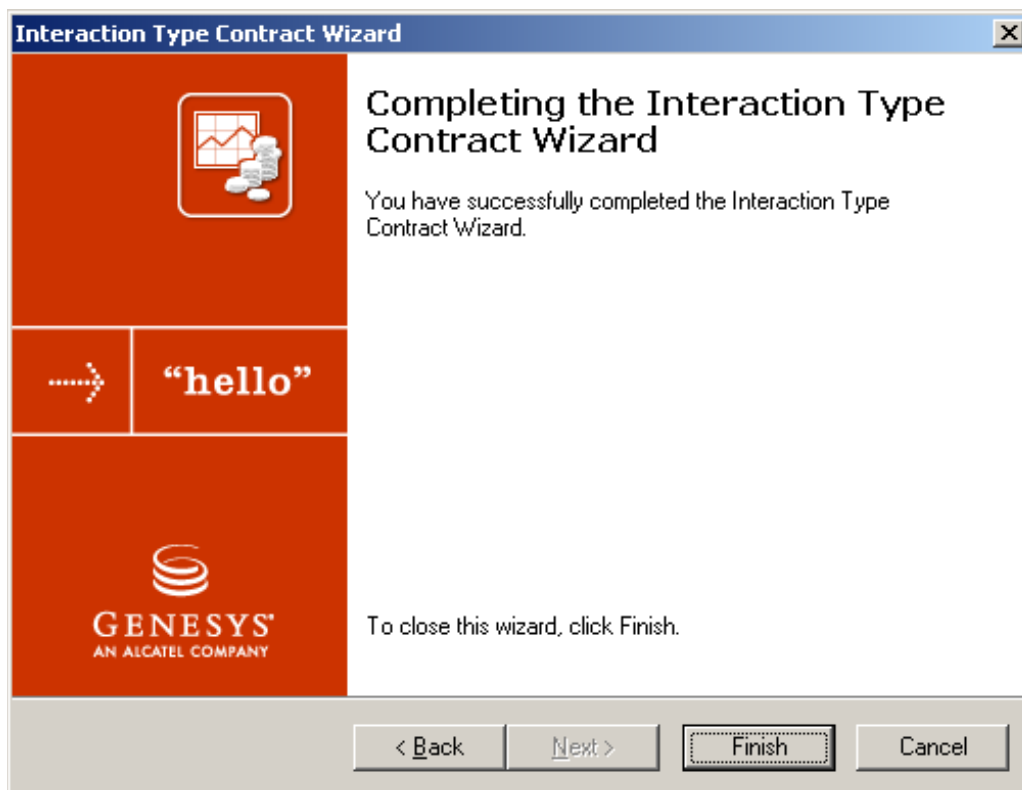 Interaction Type Contract Wizard
Completing the Interaction Type
Contract Wizard
You have successfully completed the Interaction Type
Contract Wizard.
“hello”
GENESYS
AN ALCATEL COMPANY
To close this wizard, click Finish.
< Back
Next >
Finish
Cancel